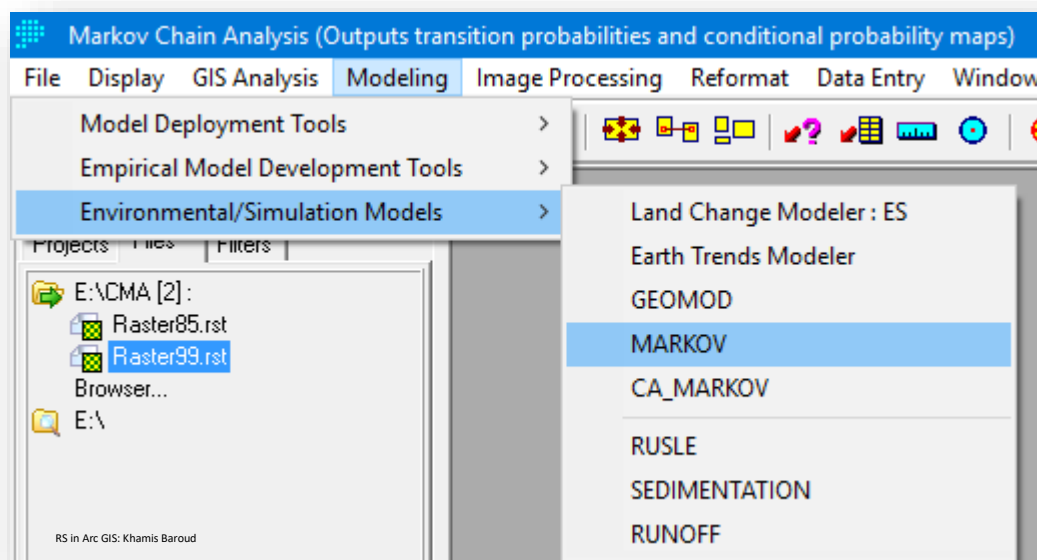 Markov Chain Analysis (Outputs transition probabilities and conditional probability maps)
File Display GIS Analysis Modeling Image Processing Reformat Data Entry Window
Model Deployment Tools >
Empirical Model Development Tools >
Environmental/Simulation Models >
Projects Files Filters
E:\CMA [2] :
Raster85.rst
Raster99.rst
Browser...
E:\
Land Change Modeler : ES
Earth Trends Modeler
GEOMOD
MARKOV
CA_MARKOV
RUSLE
SEDIMENTATION
RUNOFF
RS in Arc GIS: Khamis Baroud